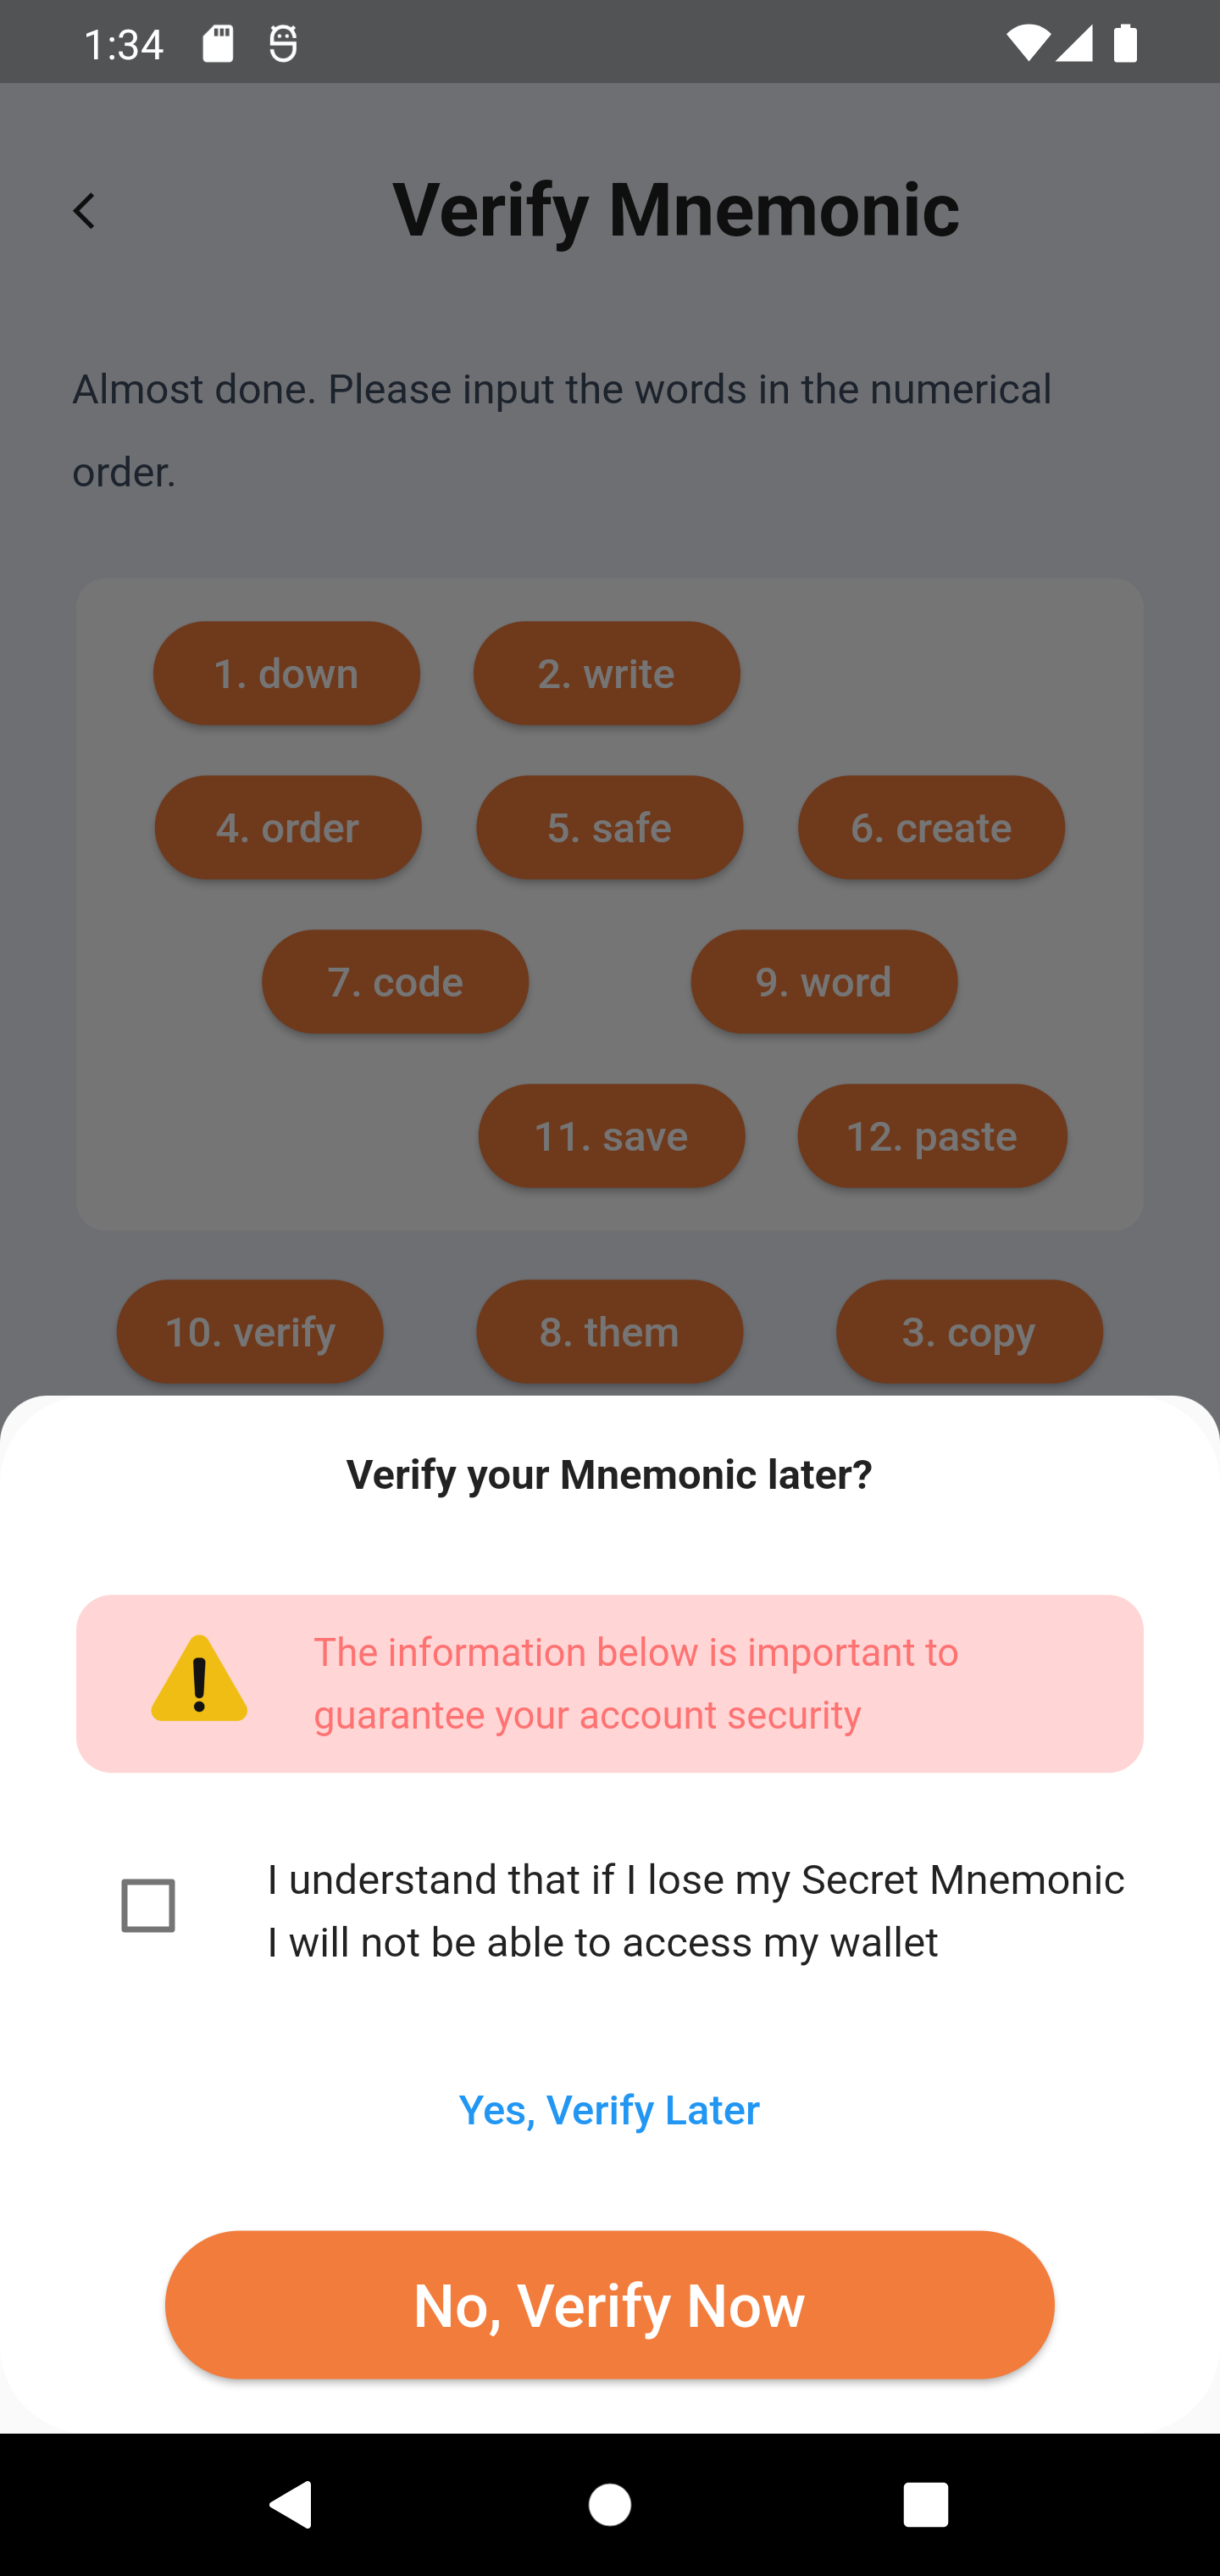 1:34
Verify Mnemonic
Almost done. Please input the words in the numerical
order.
1. down
2. write
4. order
5. safe
6. create
7. code
9. word
11. save
12. paste
10. verify
8. them
3. copy
Verify your Mnemonic later?
The information below is important to
guarantee your account security
I understand that if I lose my Secret Mnemonic
I will not be able to access my wallet
Yes, Verify Later
No, Verify Now